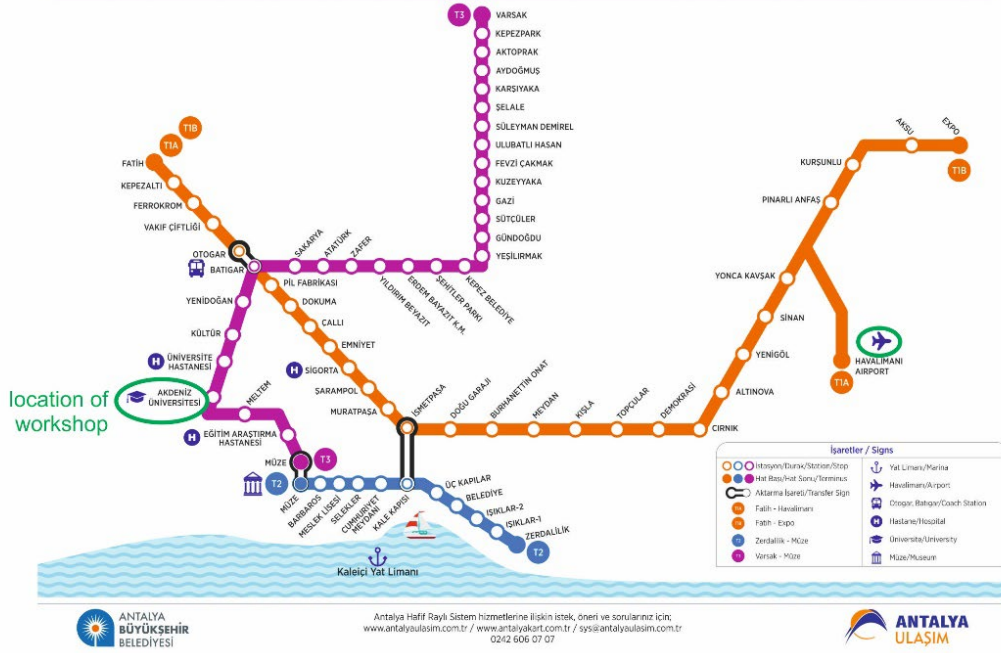 T3
VARSAK
KEPEZPARK
AKTOPRAK
AYDOĞMUŞ
KARŞIYAKA
ŞELALE
SÜLEYMAN DEMİREL
ULUBATLI HASAN
FEVZİ ÇAKMAK
KUZEYYAKA
GAZİ
SÜTÇÜLER
GÜNDOĞDU
YEŞİLIRMAK
T1B
T1A
FATİH
KEPEZALTI
FERROKROM
VAKIF ÇİFTLİĞİ
OTOGAR
BATIGAR
SAKARYA
ATATÜRK
ZAFER
YILDIRIM BEYAZIT
ERDEM BAYAZIT K.M.
ŞEHİTLER PARKI
KEPEZ BELEDİYE
PİL FABRİKASI
DOKUMA
ÇALLI
EMNİYET
H
SİGORTA
ŞARAMPOL
MURATPAŞA
İSMETPAŞA
YENİDOĞAN
KÜLTÜR
H
ÜNİVERSİTE
HASTANESİ
location of
workshop
AKDENİZ
ÜNİVERSİTESİ
MELTEM
H
EĞİTİM ARAŞTIRMA
HASTANESİ
MÜZE
T3
T2
MÜZE
BARBAROS
MESLEK LİSESİ
SELEKLER
CUMHURİYET
MEYDANI
KALE KAPISI
ÜÇ KAPILAR
BELEDİYE
IŞIKLAR-2
IŞIKLAR-1
ZERDALİLİK
T2
DOĞU GARAJI
BURHANETTİN ONAT
MEYDAN
KIŞLA
TOPÇULAR
DEMOKRASİ
CIRNIK
ALTINOVA
YENİGÖL
SİNAN
YONCA KAVŞAK
PINARLI ANFAŞ
KURŞUNLU
AKSU
EXPO
T1B
HAVALİMANI
AIRPORT
T1A
Kaleiçi Yat Limanı
İşaretler / Signs
İstasyon/Durak/Station/Stop
Hat Başı/Hat Sonu/Terminus
Aktarma İşareti/Transfer Sign
T1A Fatih - Havalimanı
T1B Fatih - Expo
T2 Zerdalilik - Müze
T3 Varsak - Müze
Yat Limanı/Marina
Havalimanı/Airport
Otogar, Batıgar/Coach Station
H Hastane/Hospital
Üniversite/University
Müze/Museum
ANTALYA
BÜYÜKŞEHİR
BELEDİYESİ
Antalya Hafif Raylı Sistem hizmetlerine ilişkin istek, öneri ve sorularınız için;
www.antalyaulasim.com.tr / www.antalyakart.com.tr / sys@antalyaulasim.com.tr
0242 606 07 07
ANTALYA
ULAŞIM